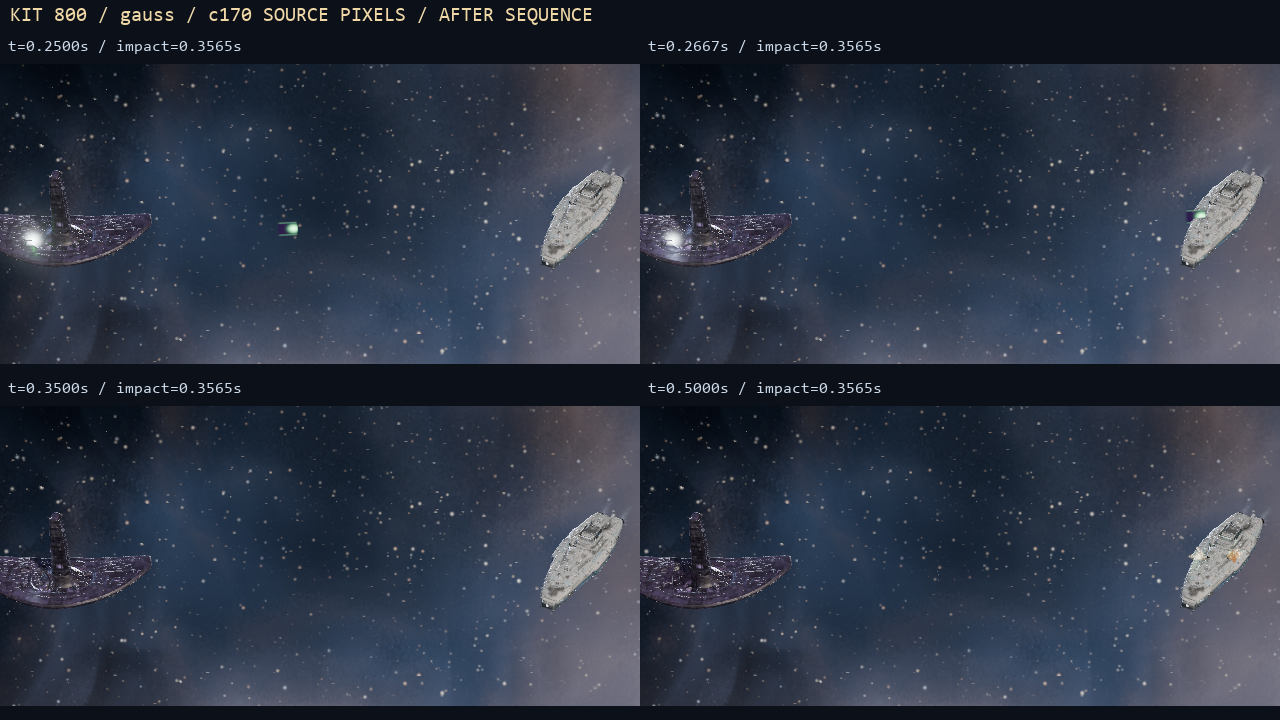 KIT 800 / gauss / c170 SOURCE PIXELS / AFTER SEQUENCE
t=0.2500s / impact=0.3565s
t=0.2667s / impact=0.3565s
t=0.3500s / impact=0.3565s
t=0.5000s / impact=0.3565s